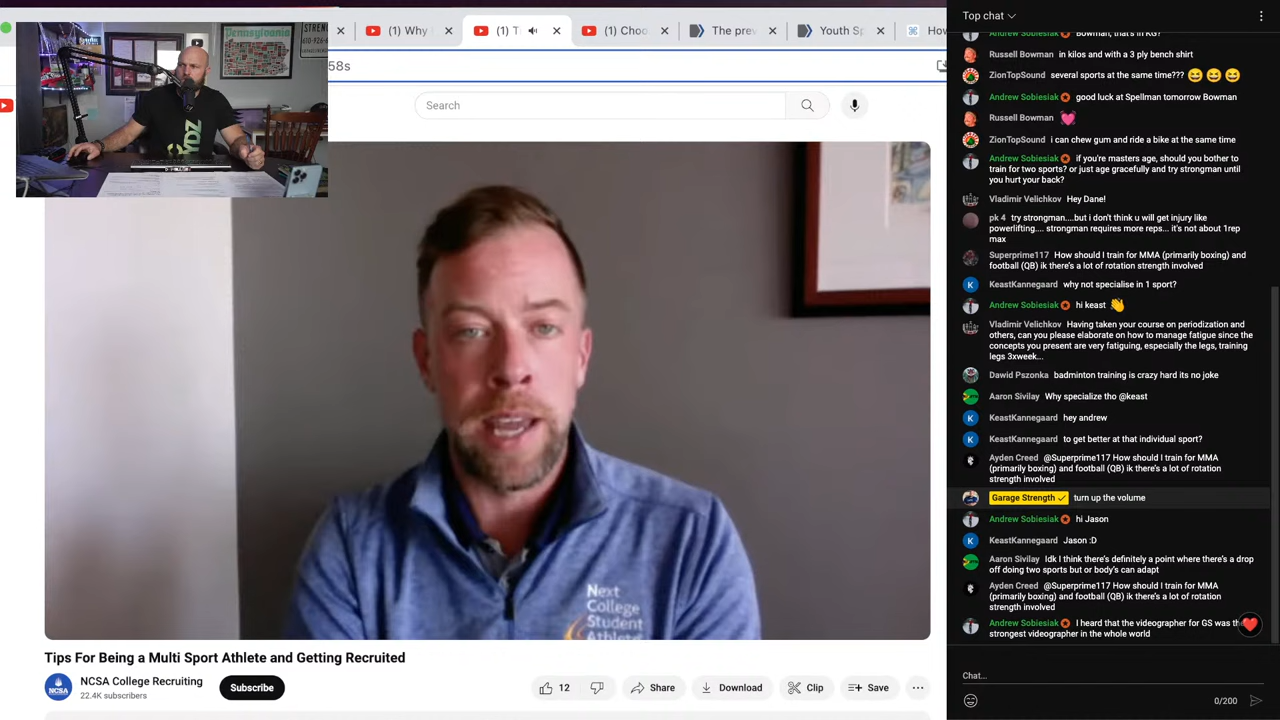 Pennsylvania
STRENG
610-926-6
YDZ
(1) Why
(1) T
(1) Choo
The prev
Youth Sp
How
58s
Search
Next
College
Student
Athlete
Tips For Being a Multi Sport Athlete and Getting Recruited
NCSA
NCSA College Recruiting
22.4K subscribers
Subscribe
12
Share
Download
Clip
Save
Top chat
Andrew Sobiesiak Bowman, that's in KG?
Russell Bowman in kilos and with a 3 ply bench shirt
ZionTopSound several sports at the same time??? 😂😂😂
Andrew Sobiesiak good luck at Spellman tomorrow Bowman
Russell Bowman 💓
ZionTopSound i can chew gum and ride a bike at the same time
Andrew Sobiesiak if you're masters age, should you bother to
train for two sports? or just age gracefully and try strongman until
you hurt your back?
Vladimir Velichkov Hey Dane!
pk 4 try strongman....but i don't think u will get injury like
powerlifting.... strongman requires more reps... it's not about 1rep
max
Superprime117 How should I train for MMA (primarily boxing) and
football (QB) ik there's a lot of rotation strength involved
K
KeastKannegaard why not specialise in 1 sport?
Andrew Sobiesiak hi keast 👋
Vladimir Velichkov Having taken your course on periodization and
others, can you please elaborate on how to manage fatigue since the
concepts you present are very fatiguing, especially the legs, training
legs 3xweek...
Dawid Pszonka badminton training is crazy hard its no joke
Aaron Sivilay Why specialize tho @keast
K
KeastKannegaard hey andrew
K
KeastKannegaard to get better at that individual sport?
Ayden Creed @Superprime117 How should I train for MMA
(primarily boxing) and football (QB) ik there's a lot of rotation
strength involved
Garage Strength turn up the volume
Andrew Sobiesiak hi Jason
K
KeastKannegaard Jason :D
Aaron Sivilay Idk I think there's definitely a point where there's a drop
off doing two sports but or body's can adapt
Ayden Creed @Superprime117 How should I train for MMA
(primarily boxing) and football (QB) ik there's a lot of rotation
strength involved
Andrew Sobiesiak I heard that the videographer for GS was the
strongest videographer in the whole world
Chat...
0/200